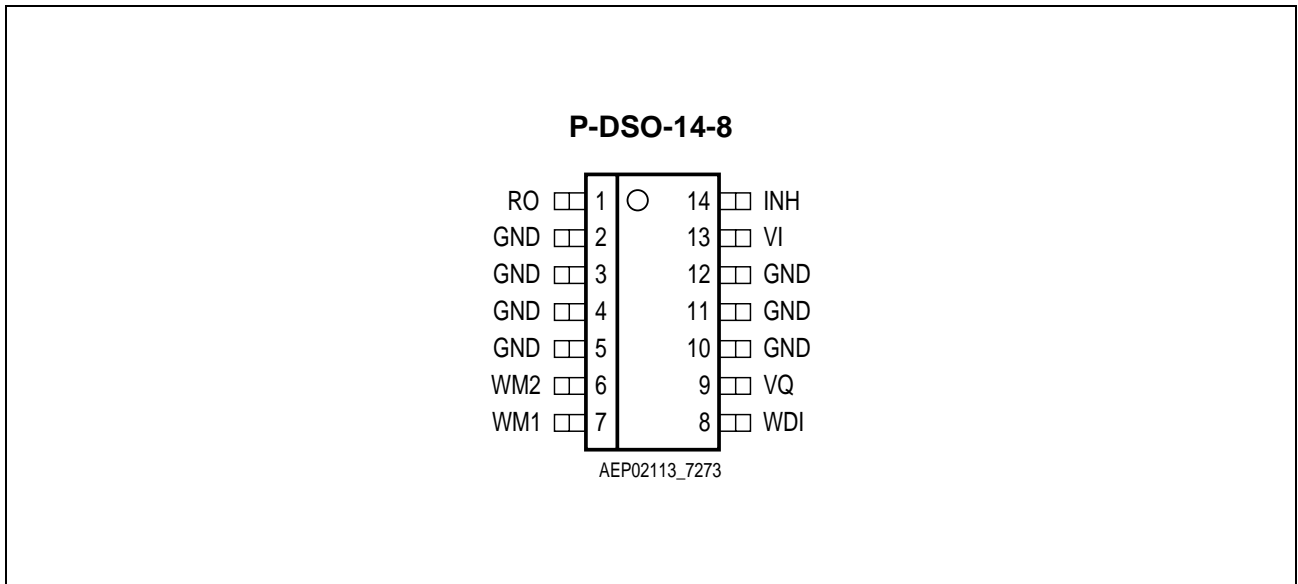 P-DSO-14-8
RO 1 14 INH
GND 2 13 VI
GND 3 12 GND
GND 4 11 GND
GND 5 10 GND
WM2 6 9 VQ
WM1 7 8 WDI
AEP02113_7273